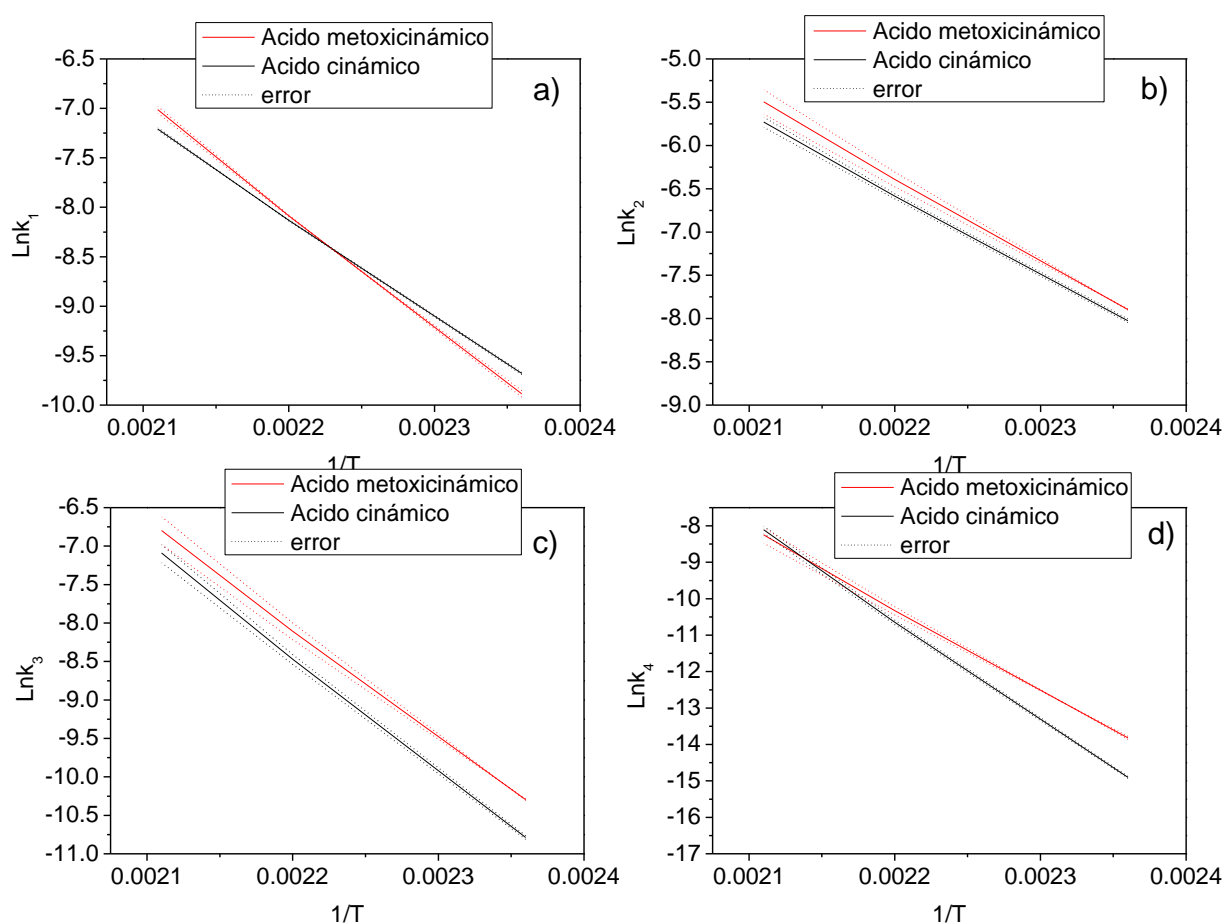 Acido metoxicinámico
Acido cinámico
error
a)
-6.5
-7.0
-7.5
-8.0
-8.5
-9.0
-9.5
-10.0
Lnk1
0.0021 0.0022 0.0023 0.0024
1/T
Acido metoxicinámico
Acido cinámico
error
b)
-5.0
-5.5
-6.0
-6.5
-7.0
-7.5
-8.0
-8.5
-9.0
Lnk2
0.0021 0.0022 0.0023 0.0024
1/T
Acido metoxicinámico
Acido cinámico
error
c)
-6.5
-7.0
-7.5
-8.0
-8.5
-9.0
-9.5
-10.0
-10.5
-11.0
Lnk3
0.0021 0.0022 0.0023 0.0024
1/T
Acido metoxicinámico
Acido cinámico
error
d)
-8
-9
-10
-11
-12
-13
-14
-15
-16
-17
Lnk4
0.0021 0.0022 0.0023 0.0024
1/T